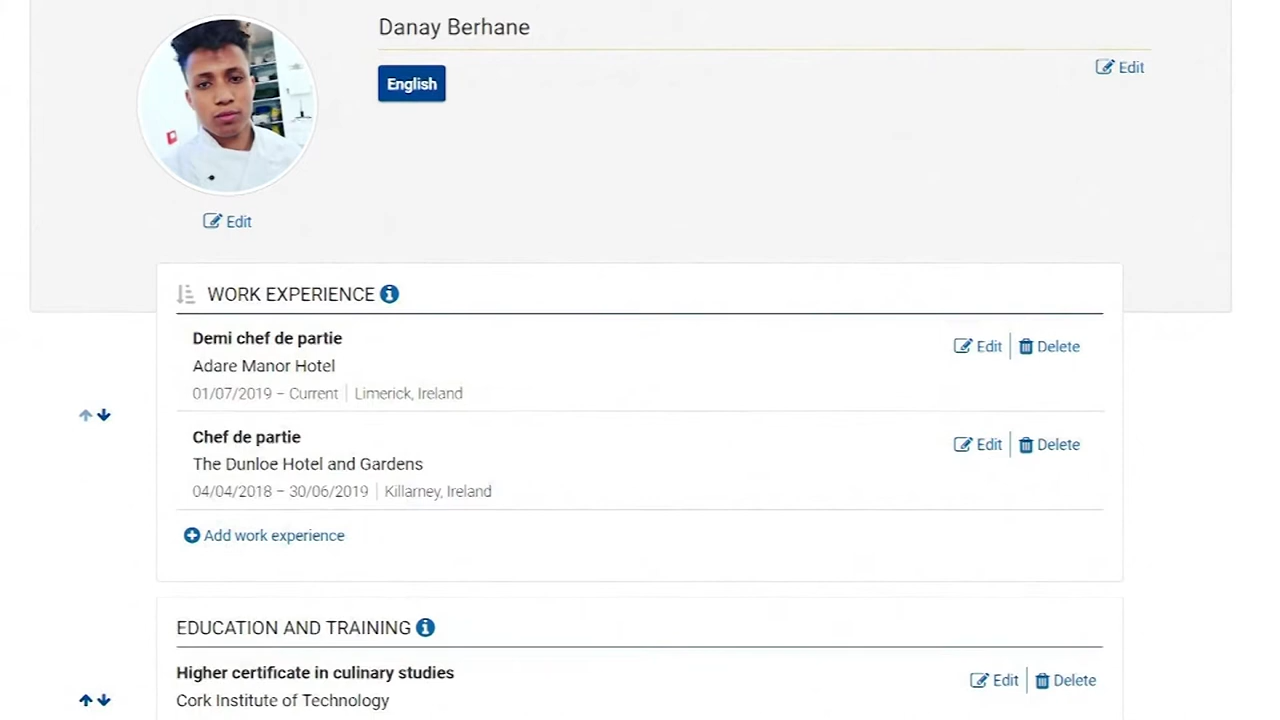 Danay Berhane
English
Edit
Edit
WORK EXPERIENCE
Demi chef de partie
Edit
Delete
Adare Manor Hotel
01/07/2019 – Current
Limerick, Ireland
Chef de partie
Edit
Delete
The Dunloe Hotel and Gardens
04/04/2018 – 30/06/2019
Killarney, Ireland
Add work experience
EDUCATION AND TRAINING
Higher certificate in culinary studies
Edit
Delete
Cork Institute of Technology